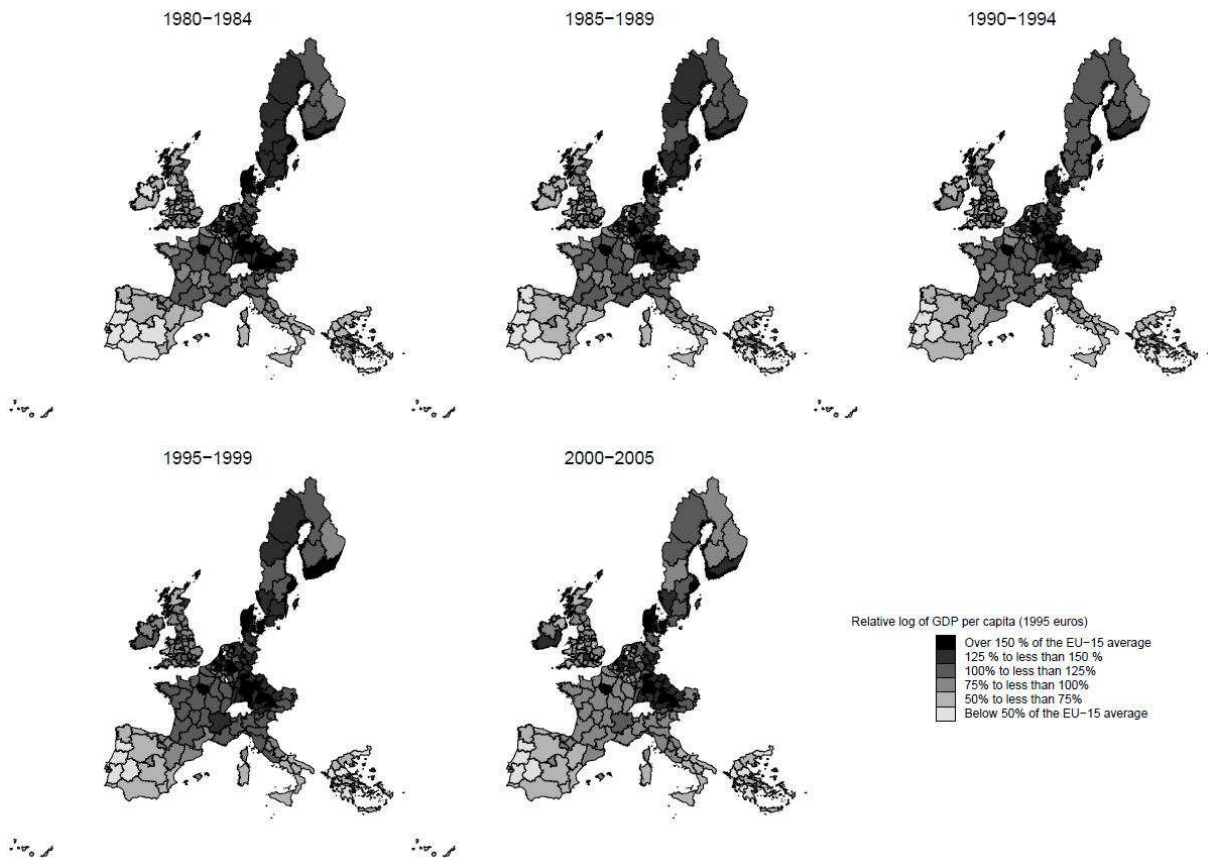 1980−1984
1985−1989
1990−1994
1995−1999
2000−2005
Relative log of GDP per capita (1995 euros)
Over 150 % of the EU−15 average
125 % to less than 150 %
100% to less than 125%
75% to less than 100%
50% to less than 75%
Below 50% of the EU−15 average